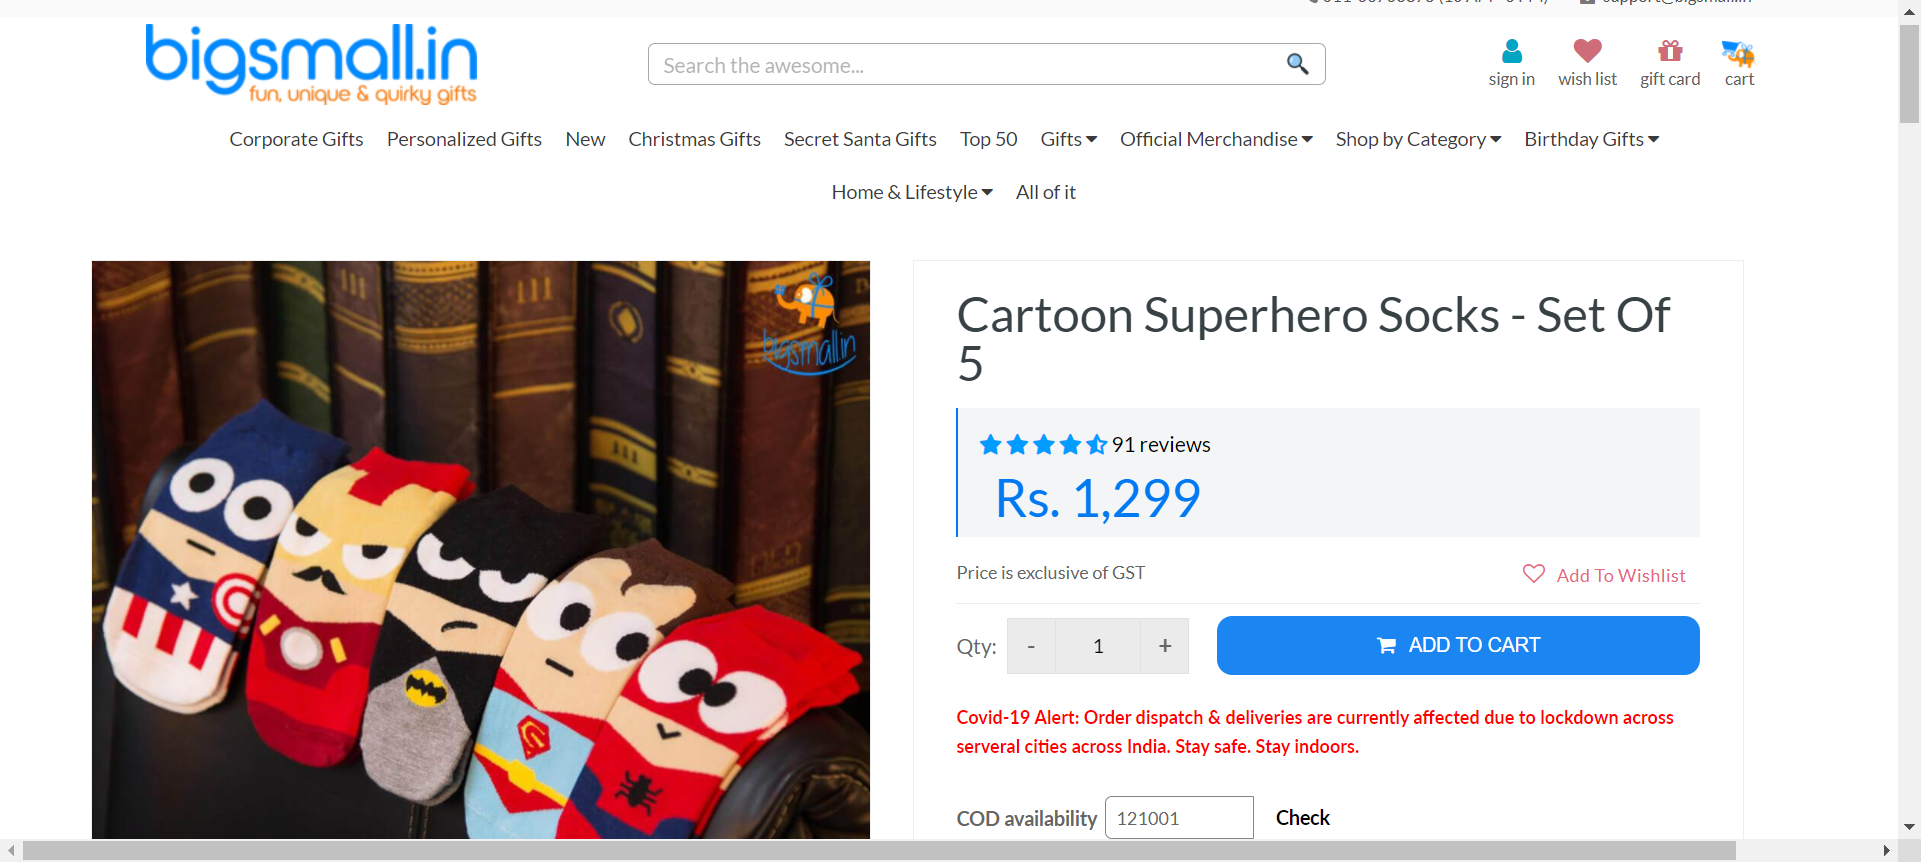 bigsmall.in
fun, unique & quirky gifts
Search the awesome...
sign in
wish list
gift card
cart
Corporate Gifts
Personalized Gifts
New
Christmas Gifts
Secret Santa Gifts
Top 50
Gifts
Official Merchandise
Shop by Category
Birthday Gifts
Home & Lifestyle
All of it
bigsmall.in
Cartoon Superhero Socks - Set Of
5
91 reviews
Rs. 1,299
Price is exclusive of GST
Add To Wishlist
Qty:
-
1
+
ADD TO CART
Covid-19 Alert: Order dispatch & deliveries are currently affected due to lockdown across
serveral cities across India. Stay safe. Stay indoors.
COD availability
121001
Check